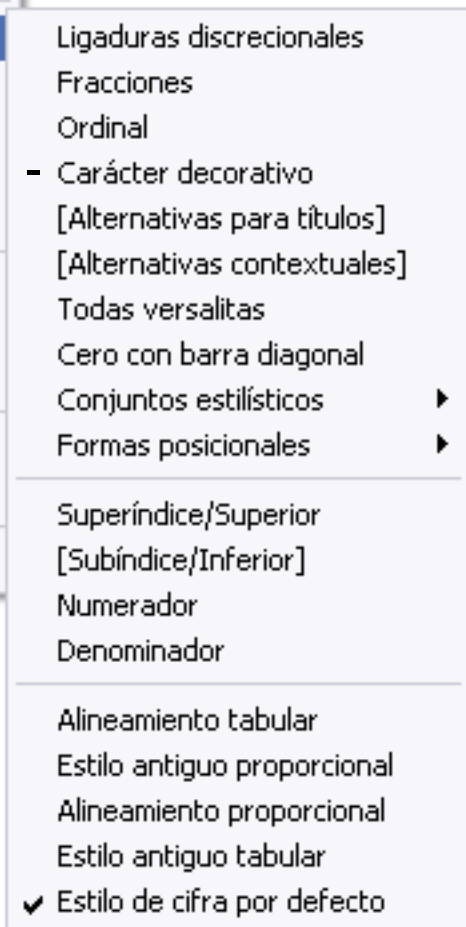 Ligaduras discrecionales
Fracciones
Ordinal
- Carácter decorativo
[Alternativas para títulos]
[Alternativas contextuales]
Todas versalitas
Cero con barra diagonal
Conjuntos estilísticos
Formas posicionales
Superíndice/Superior
[Subíndice/Inferior]
Numerador
Denominador
Alineamiento tabular
Estilo antiguo proporcional
Alineamiento proporcional
Estilo antiguo tabular
Estilo de cifra por defecto